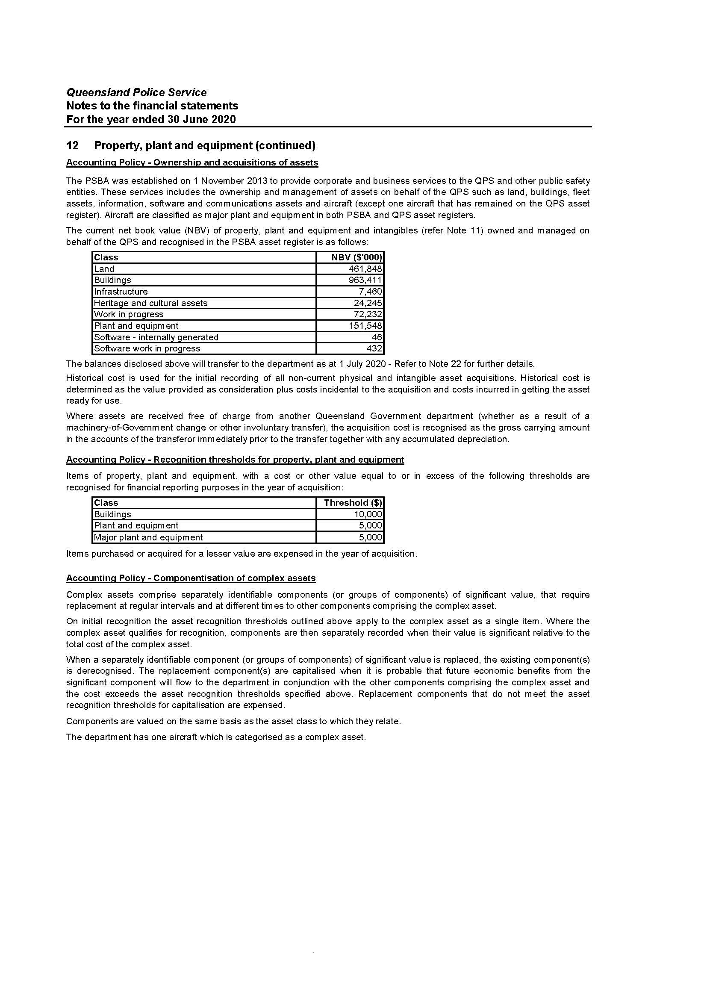 Queensland Police Service
Notes to the financial statements
For the year ended 30 June 2020
12 Property, plant and equipment (continued)
Accounting Policy - Ownership and acquisitions of assets
The PSBA was established on 1 November 2013 to provide corporate and business services to the QPS and other public safety
entities. These services includes the ownership and management of assets on behalf of the QPS such as land, buildings, fleet
assets, information, software and communications assets and aircraft (except one aircraft that has remained on the QPS asset
register). Aircraft are classified as major plant and equipment in both PSBA and QPS asset registers.
The current net book value (NBV) of property, plant and equipment and intangibles (refer Note 11) owned and managed on
behalf of the QPS and recognised in the PSBA asset register is as follows:
Class NBV ($'000)
Land 461,848
Buildings 963,411
Infrastructure 7,460
Heritage and cultural assets 24,245
Work in progress 72,232
Plant and equipment 151,548
Software - internally generated 46
Software work in progress 432
The balances disclosed above will transfer to the department as at 1 July 2020 - Refer to Note 22 for further details.
Historical cost is used for the initial recording of all non-current physical and intangible asset acquisitions. Historical cost is
determined as the value provided as consideration plus costs incidental to the acquisition and costs incurred in getting the asset
ready for use.
Where assets are received free of charge from another Queensland Government department (whether as a result of a
machinery-of-Government change or other involuntary transfer), the acquisition cost is recognised as the gross carrying amount
in the accounts of the transferor immediately prior to the transfer together with any accumulated depreciation.
Accounting Policy - Recognition thresholds for property, plant and equipment
Items of property, plant and equipment, with a cost or other value equal to or in excess of the following thresholds are
recognised for financial reporting purposes in the year of acquisition:
Class Threshold ($)
Buildings 10,000
Plant and equipment 5,000
Major plant and equipment 5,000
Items purchased or acquired for a lesser value are expensed in the year of acquisition.
Accounting Policy - Componentisation of complex assets
Complex assets comprise separately identifiable components (or groups of components) of significant value, that require
replacement at regular intervals and at different times to other components comprising the complex asset.
On initial recognition the asset recognition thresholds outlined above apply to the complex asset as a single item. Where the
complex asset qualifies for recognition, components are then separately recorded when their value is significant relative to the
total cost of the complex asset.
When a separately identifiable component (or groups of components) of significant value is replaced, the existing component(s)
is derecognised. The replacement component(s) are capitalised when it is probable that future economic benefits from the
significant component will flow to the department in conjunction with the other components comprising the complex asset and
the cost exceeds the asset recognition thresholds specified above. Replacement components that do not meet the asset
recognition thresholds for capitalisation are expensed.
Components are valued on the same basis as the asset class to which they relate.
The department has one aircraft which is categorised as a complex asset.